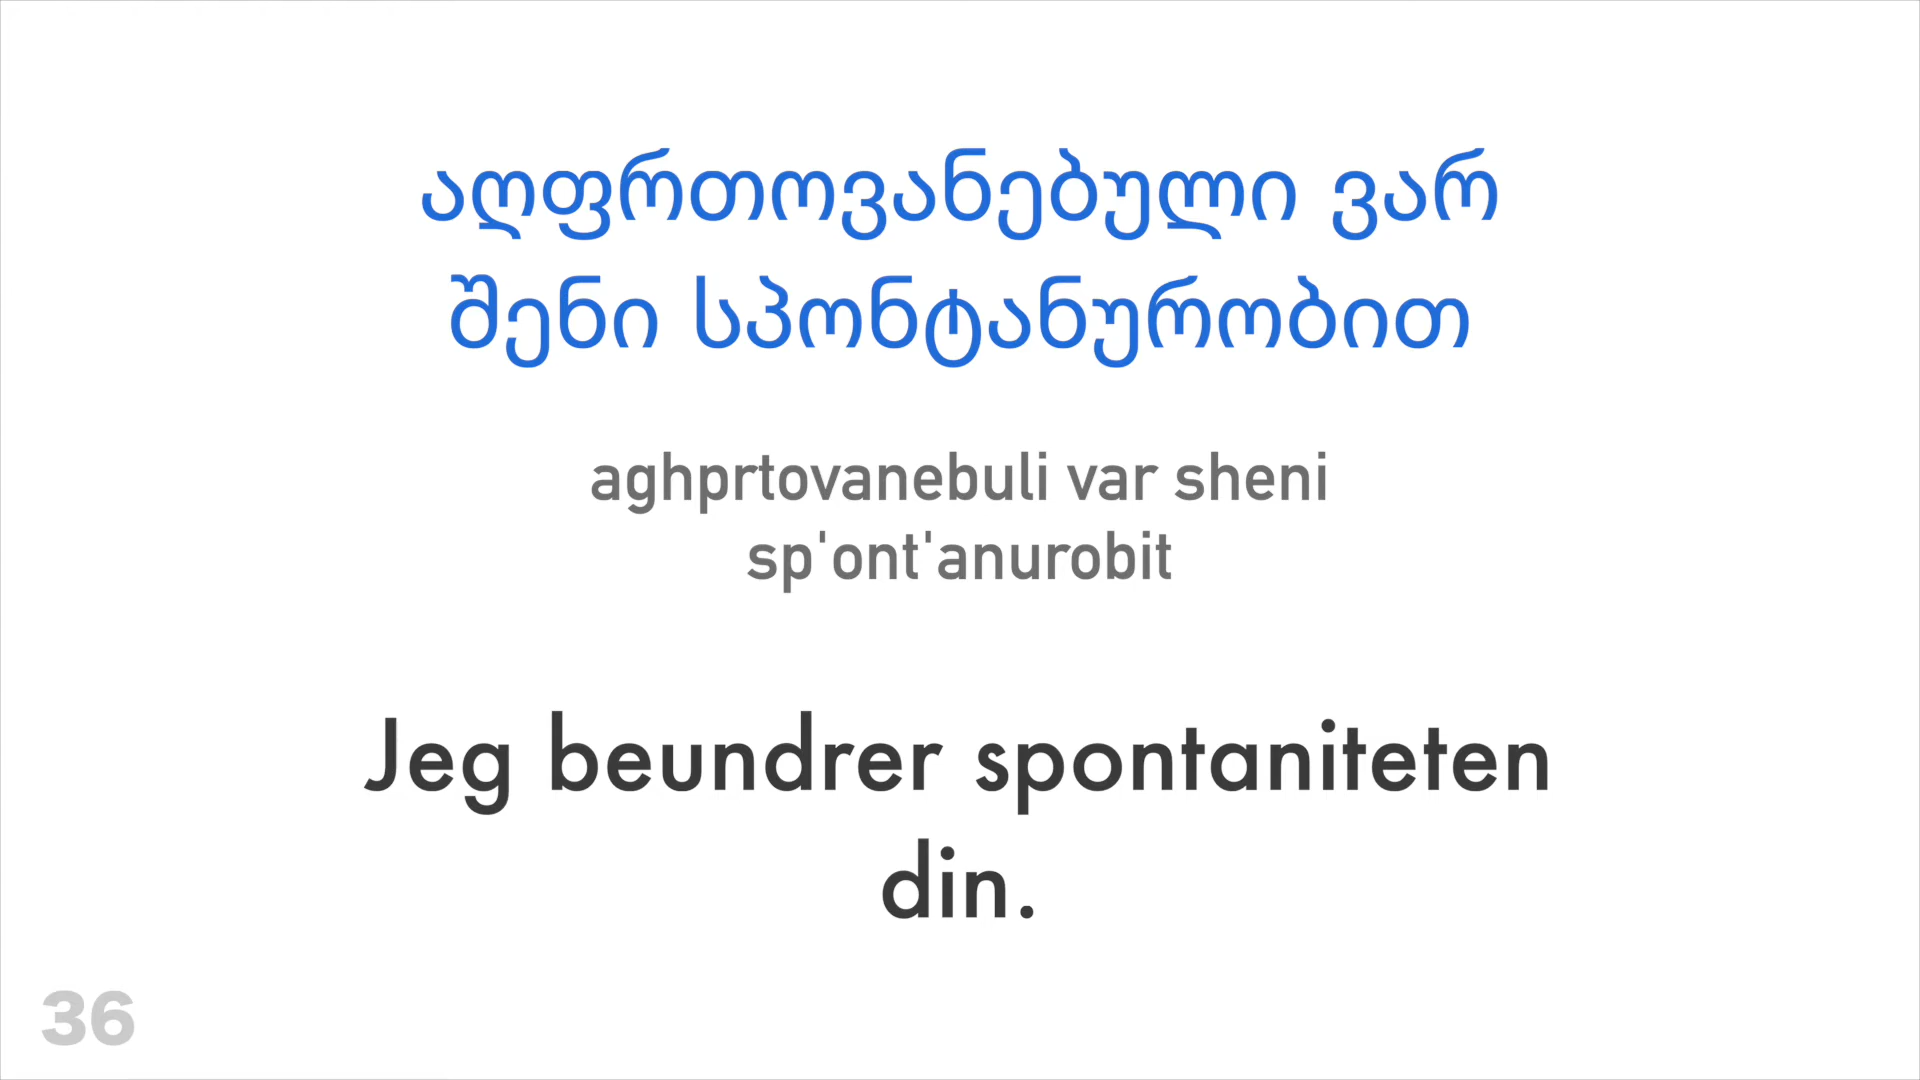 აღფრთოვანებული ვარ
შენი სპონტანურობით
aghprtovanebuli var sheni
sp'ont'anurobit
Jeg beundrer spontaniteten
din.
36